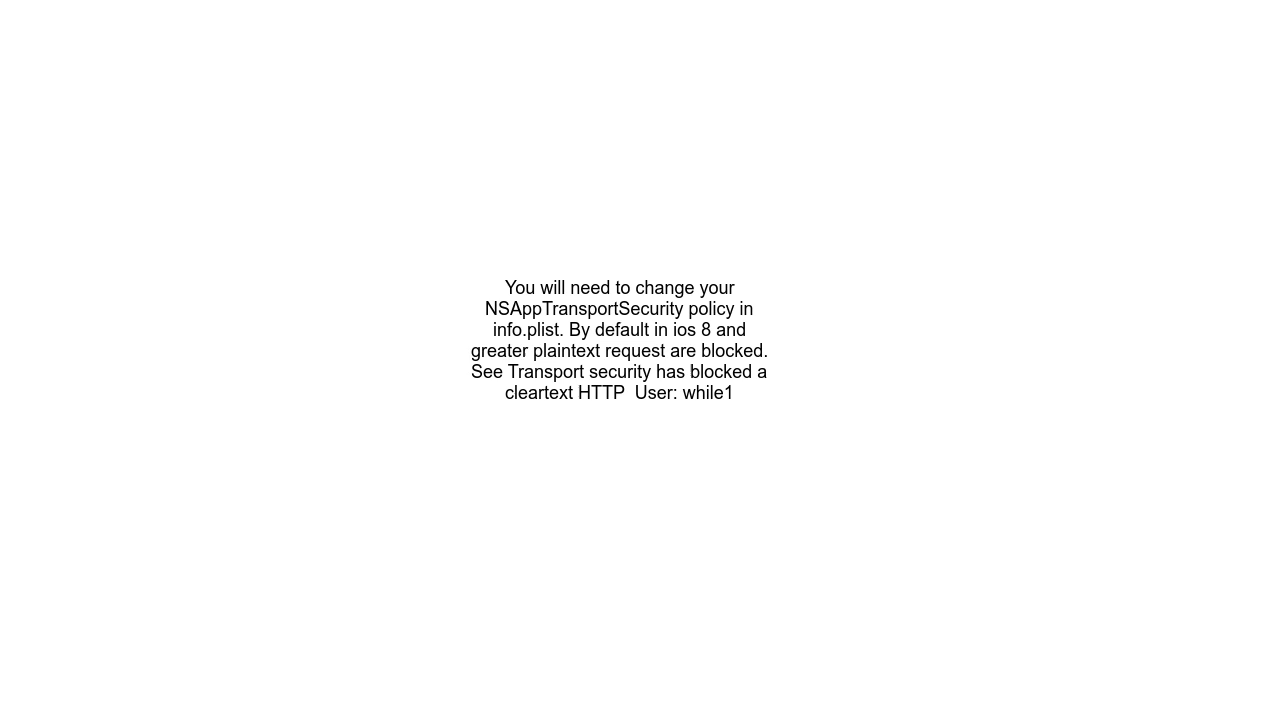 You will need to change your
NSAppTransportSecurity policy in
info.plist. By default in ios 8 and
greater plaintext request are blocked.
See Transport security has blocked a
cleartext HTTP  User: while1